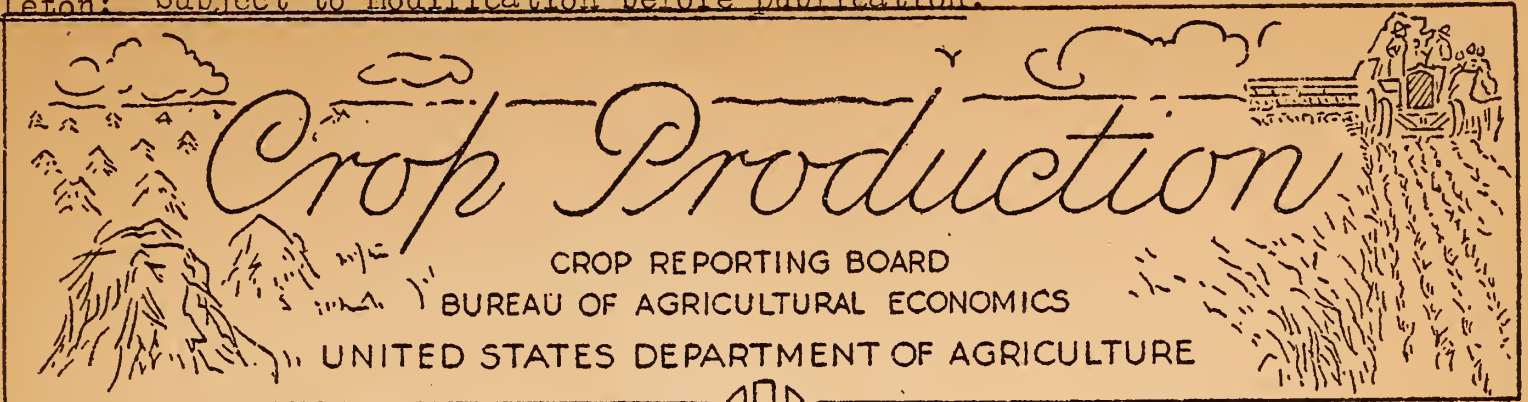 Subject to modification before publication.
Crop Production
CROP REPORTING BOARD
BUREAU OF AGRICULTURAL ECONOMICS
UNITED STATES DEPARTMENT OF AGRICULTURE